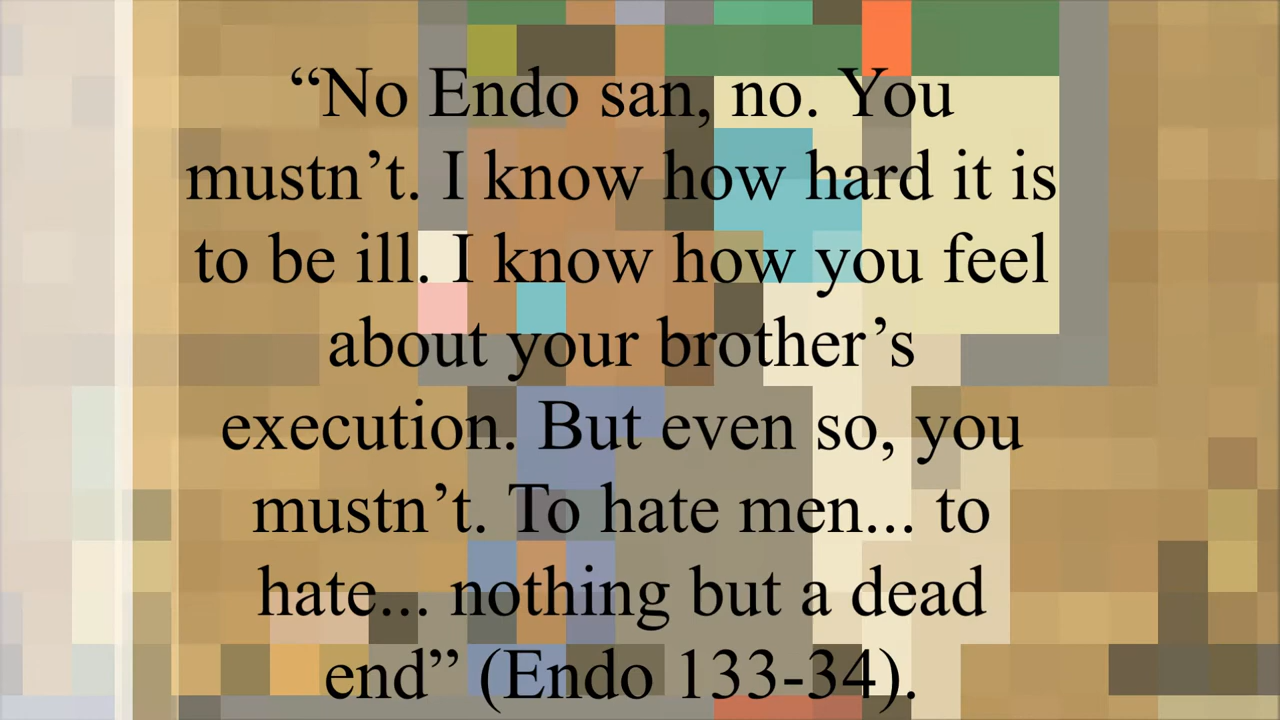 “No Endo san, no. You
mustn’t. I know how hard it is
to be ill. I know how you feel
about your brother’s
execution. But even so, you
mustn’t. To hate men... to
hate... nothing but a dead
end” (Endo 133-34).